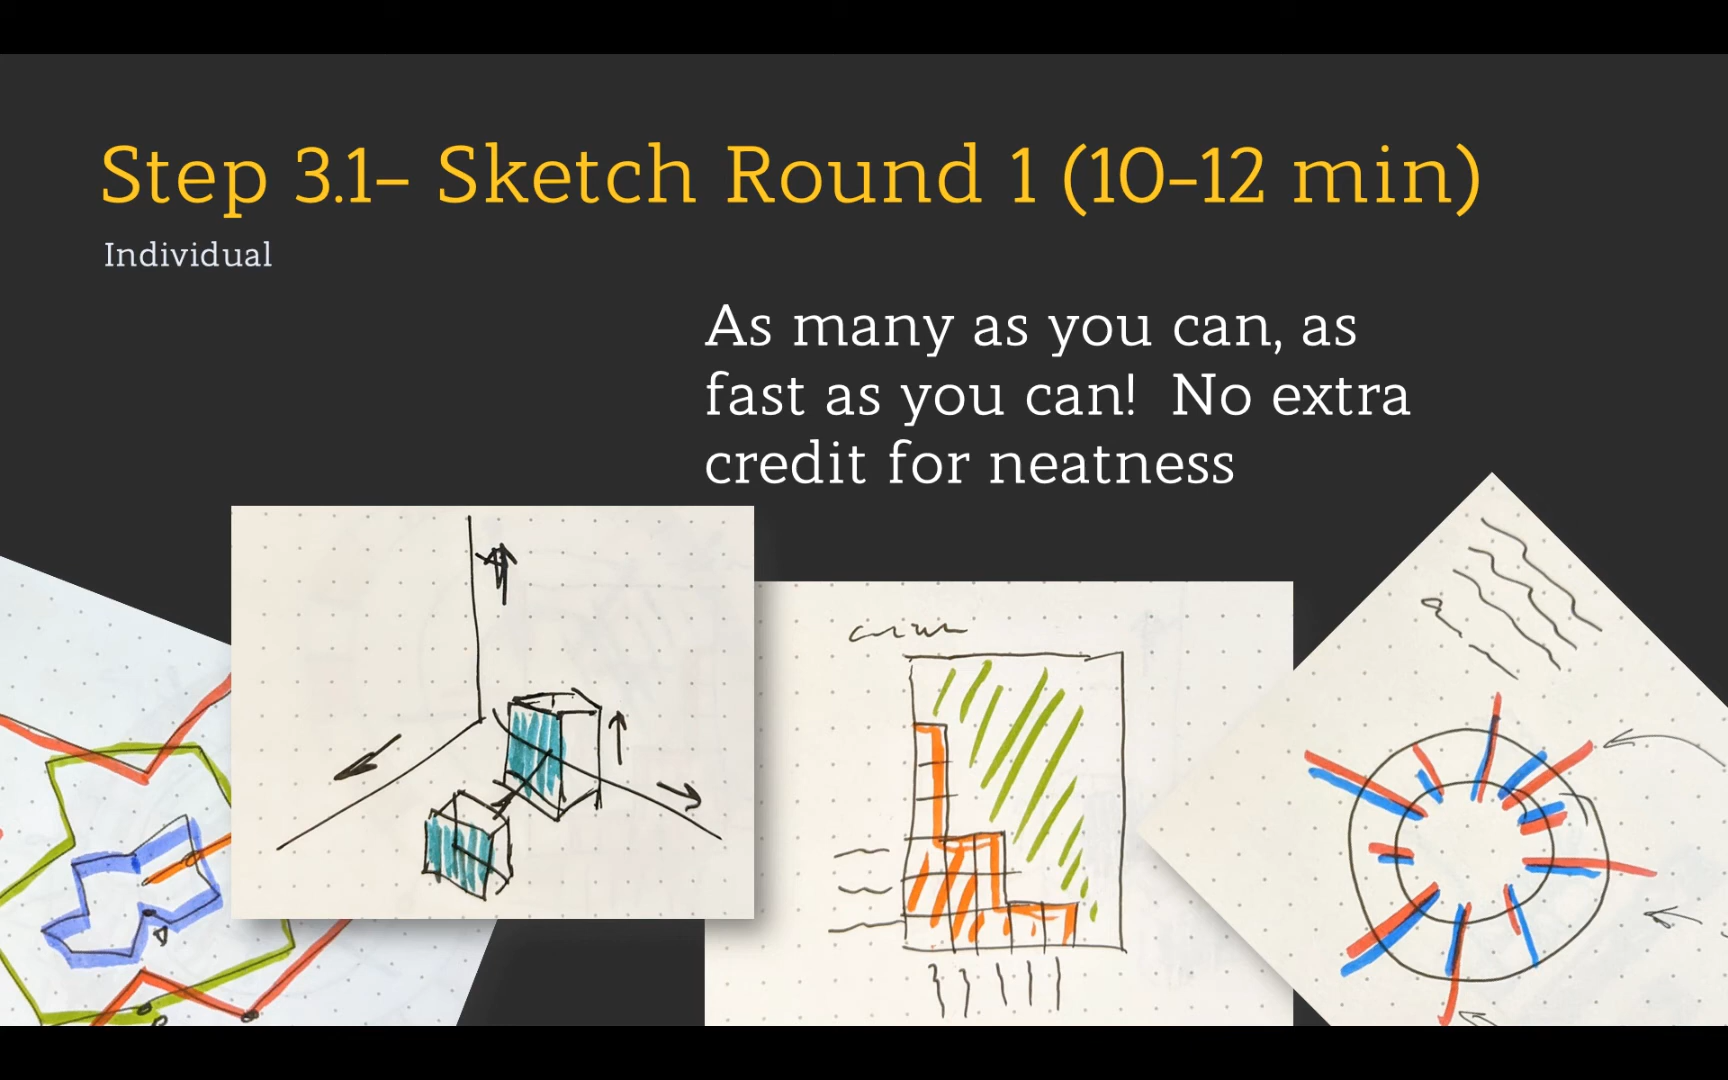 Step 3.1– Sketch Round 1 (10-12 min)
Individual
As many as you can, as
fast as you can!  No extra
credit for neatness